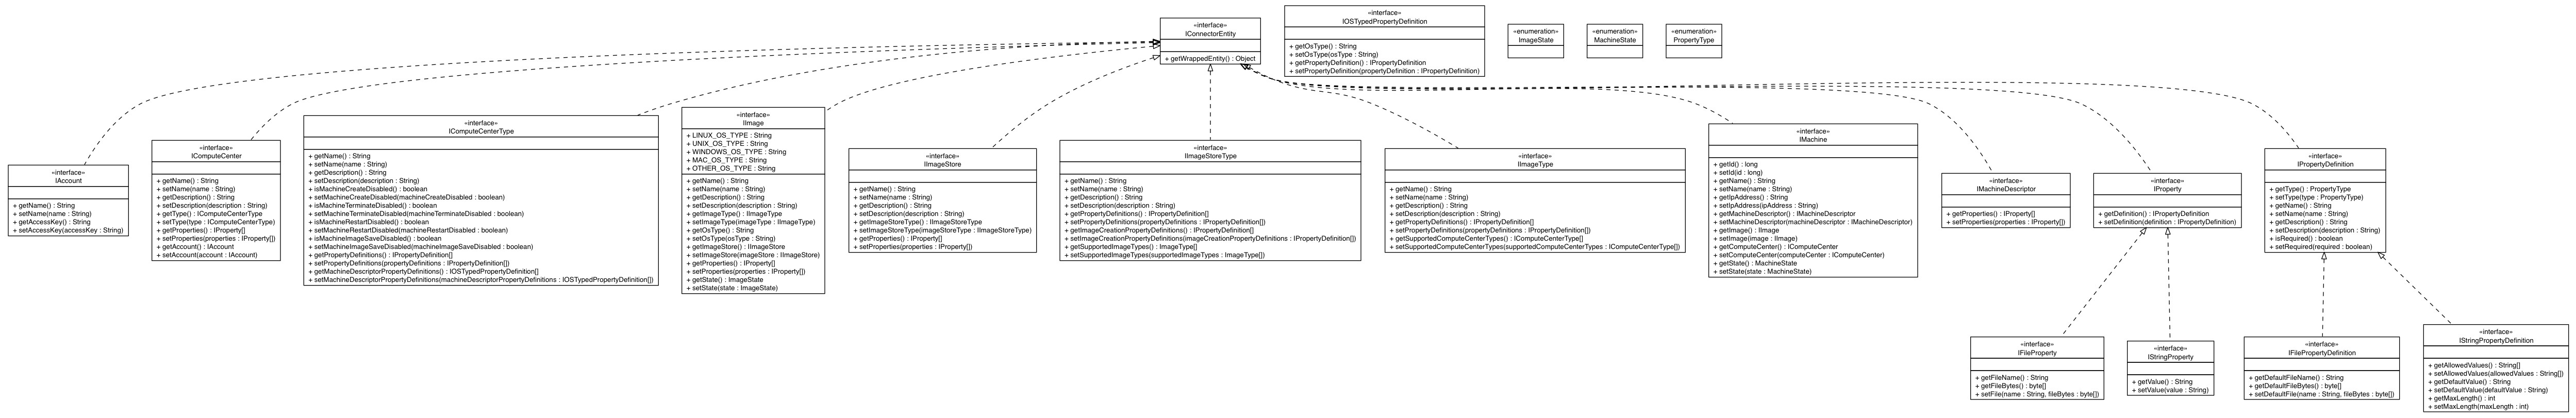 «interface»
IConnectorEntity
+ getWrappedEntity() : Object
«interface»
IOSTypedPropertyDefinition
+ getOsType() : String
+ setOsType(osType : String)
+ getPropertyDefinition() : IPropertyDefinition
+ setPropertyDefinition(propertyDefinition : IPropertyDefinition)
«enumeration»
ImageState
«enumeration»
MachineState
«enumeration»
PropertyType
«interface»
IAccount
+ getName() : String
+ setName(name : String)
+ getAccessKey() : String
+ setAccessKey(accessKey : String)
«interface»
IComputeCenter
+ getName() : String
+ setName(name : String)
+ getDescription() : String
+ setDescription(description : String)
+ getType() : IComputeCenterType
+ setType(type : IComputeCenterType)
+ getProperties() : IProperty[]
+ setProperties(properties : IProperty[])
+ getAccount() : IAccount
+ setAccount(account : IAccount)
«interface»
IComputeCenterType
+ getName() : String
+ setName(name : String)
+ getDescription() : String
+ setDescription(description : String)
+ isMachineCreateDisabled() : boolean
+ setMachineCreateDisabled(machineCreateDisabled : boolean)
+ isMachineTerminateDisabled() : boolean
+ setMachineTerminateDisabled(machineTerminateDisabled : boolean)
+ isMachineRestartDisabled() : boolean
+ setMachineRestartDisabled(machineRestartDisabled : boolean)
+ isMachineImageSaveDisabled() : boolean
+ setMachineImageSaveDisabled(machineImageSaveDisabled : boolean)
+ getPropertyDefinitions() : IPropertyDefinition[]
+ setPropertyDefinitions(propertyDefinitions : IPropertyDefinition[])
+ getMachineDescriptorPropertyDefinitions() : IOSTypedPropertyDefinition[]
+ setMachineDescriptorPropertyDefinitions(machineDescriptorPropertyDefinitions : IOSTypedPropertyDefinition[])
«interface»
IImage
+ LINUX_OS_TYPE : String
+ UNIX_OS_TYPE : String
+ WINDOWS_OS_TYPE : String
+ MAC_OS_TYPE : String
+ OTHER_OS_TYPE : String
+ getName() : String
+ setName(name : String)
+ getDescription() : String
+ setDescription(description : String)
+ getImageType() : IImageType
+ setImageType(imageType : IImageType)
+ getOsType() : String
+ setOsType(osType : String)
+ getImageStore() : IImageStore
+ setImageStore(imageStore : IImageStore)
+ getProperties() : IProperty[]
+ setProperties(properties : IProperty[])
+ getState() : ImageState
+ setState(state : ImageState)
«interface»
IImageStore
+ getName() : String
+ setName(name : String)
+ getDescription() : String
+ setDescription(description : String)
+ getImageStoreType() : IImageStoreType
+ setImageStoreType(imageStoreType : IImageStoreType)
+ getProperties() : IProperty[]
+ setProperties(properties : IProperty[])
«interface»
IImageStoreType
+ getName() : String
+ setName(name : String)
+ getDescription() : String
+ setDescription(description : String)
+ getPropertyDefinitions() : IPropertyDefinition[]
+ setPropertyDefinitions(propertyDefinitions : IPropertyDefinition[])
+ getImageCreationPropertyDefinitions() : IPropertyDefinition[]
+ setImageCreationPropertyDefinitions(imageCreationPropertyDefinitions : IPropertyDefinition[])
+ getSupportedImageTypes() : ImageType[]
+ setSupportedImageTypes(supportedImageTypes : ImageType[])
«interface»
IImageType
+ getName() : String
+ setName(name : String)
+ getDescription() : String
+ setDescription(description : String)
+ getPropertyDefinitions() : IPropertyDefinition[]
+ setPropertyDefinitions(propertyDefinitions : IPropertyDefinition[])
+ getSupportedComputerCenterTypes() : IComputeCenterType[]
+ setSupportedComputerCenterTypes(supportedComputerCenterTypes : IComputeCenterType[])
«interface»
IMachine
+ getId() : long
+ setId(id : long)
+ getName() : String
+ setName(name : String)
+ getIpAddress() : String
+ setIpAddress(ipAddress : String)
+ getMachineDescriptor() : IMachineDescriptor
+ setMachineDescriptor(machineDescriptor : IMachineDescriptor)
+ getImage() : IImage
+ setImage(image : IImage)
+ getComputeCenter() : IComputeCenter
+ setComputeCenter(computeCenter : IComputeCenter)
+ getState() : MachineState
+ setState(state : MachineState)
«interface»
IMachineDescriptor
+ getProperties() : IProperty[]
+ setProperties(properties : IProperty[])
«interface»
IProperty
+ getDefinition() : IPropertyDefinition
+ setDefinition(definition : IPropertyDefinition)
«interface»
IPropertyDefinition
+ getType() : PropertyType
+ setType(type : PropertyType)
+ getName() : String
+ setName(name : String)
+ getDescription() : String
+ setDescription(description : String)
+ isRequired() : boolean
+ setRequired(required : boolean)
«interface»
IFileProperty
+ getFileName() : String
+ getFileBytes() : byte[]
+ setFile(name : String, fileBytes : byte[])
«interface»
IStringProperty
+ getValue() : String
+ setValue(value : String)
«interface»
IFilePropertyDefinition
+ getDefaultFileName() : String
+ getDefaultFileBytes() : byte[]
+ setDefaultFile(name : String, fileBytes : byte[])
«interface»
IStringPropertyDefinition
+ getAllowedValues() : String[]
+ setAllowedValues(allowedValues : String[])
+ getDefaultValue() : String
+ setDefaultValue(defaultValue : String)
+ getMaxLength() : int
+ setMaxLength(maxLength : int)